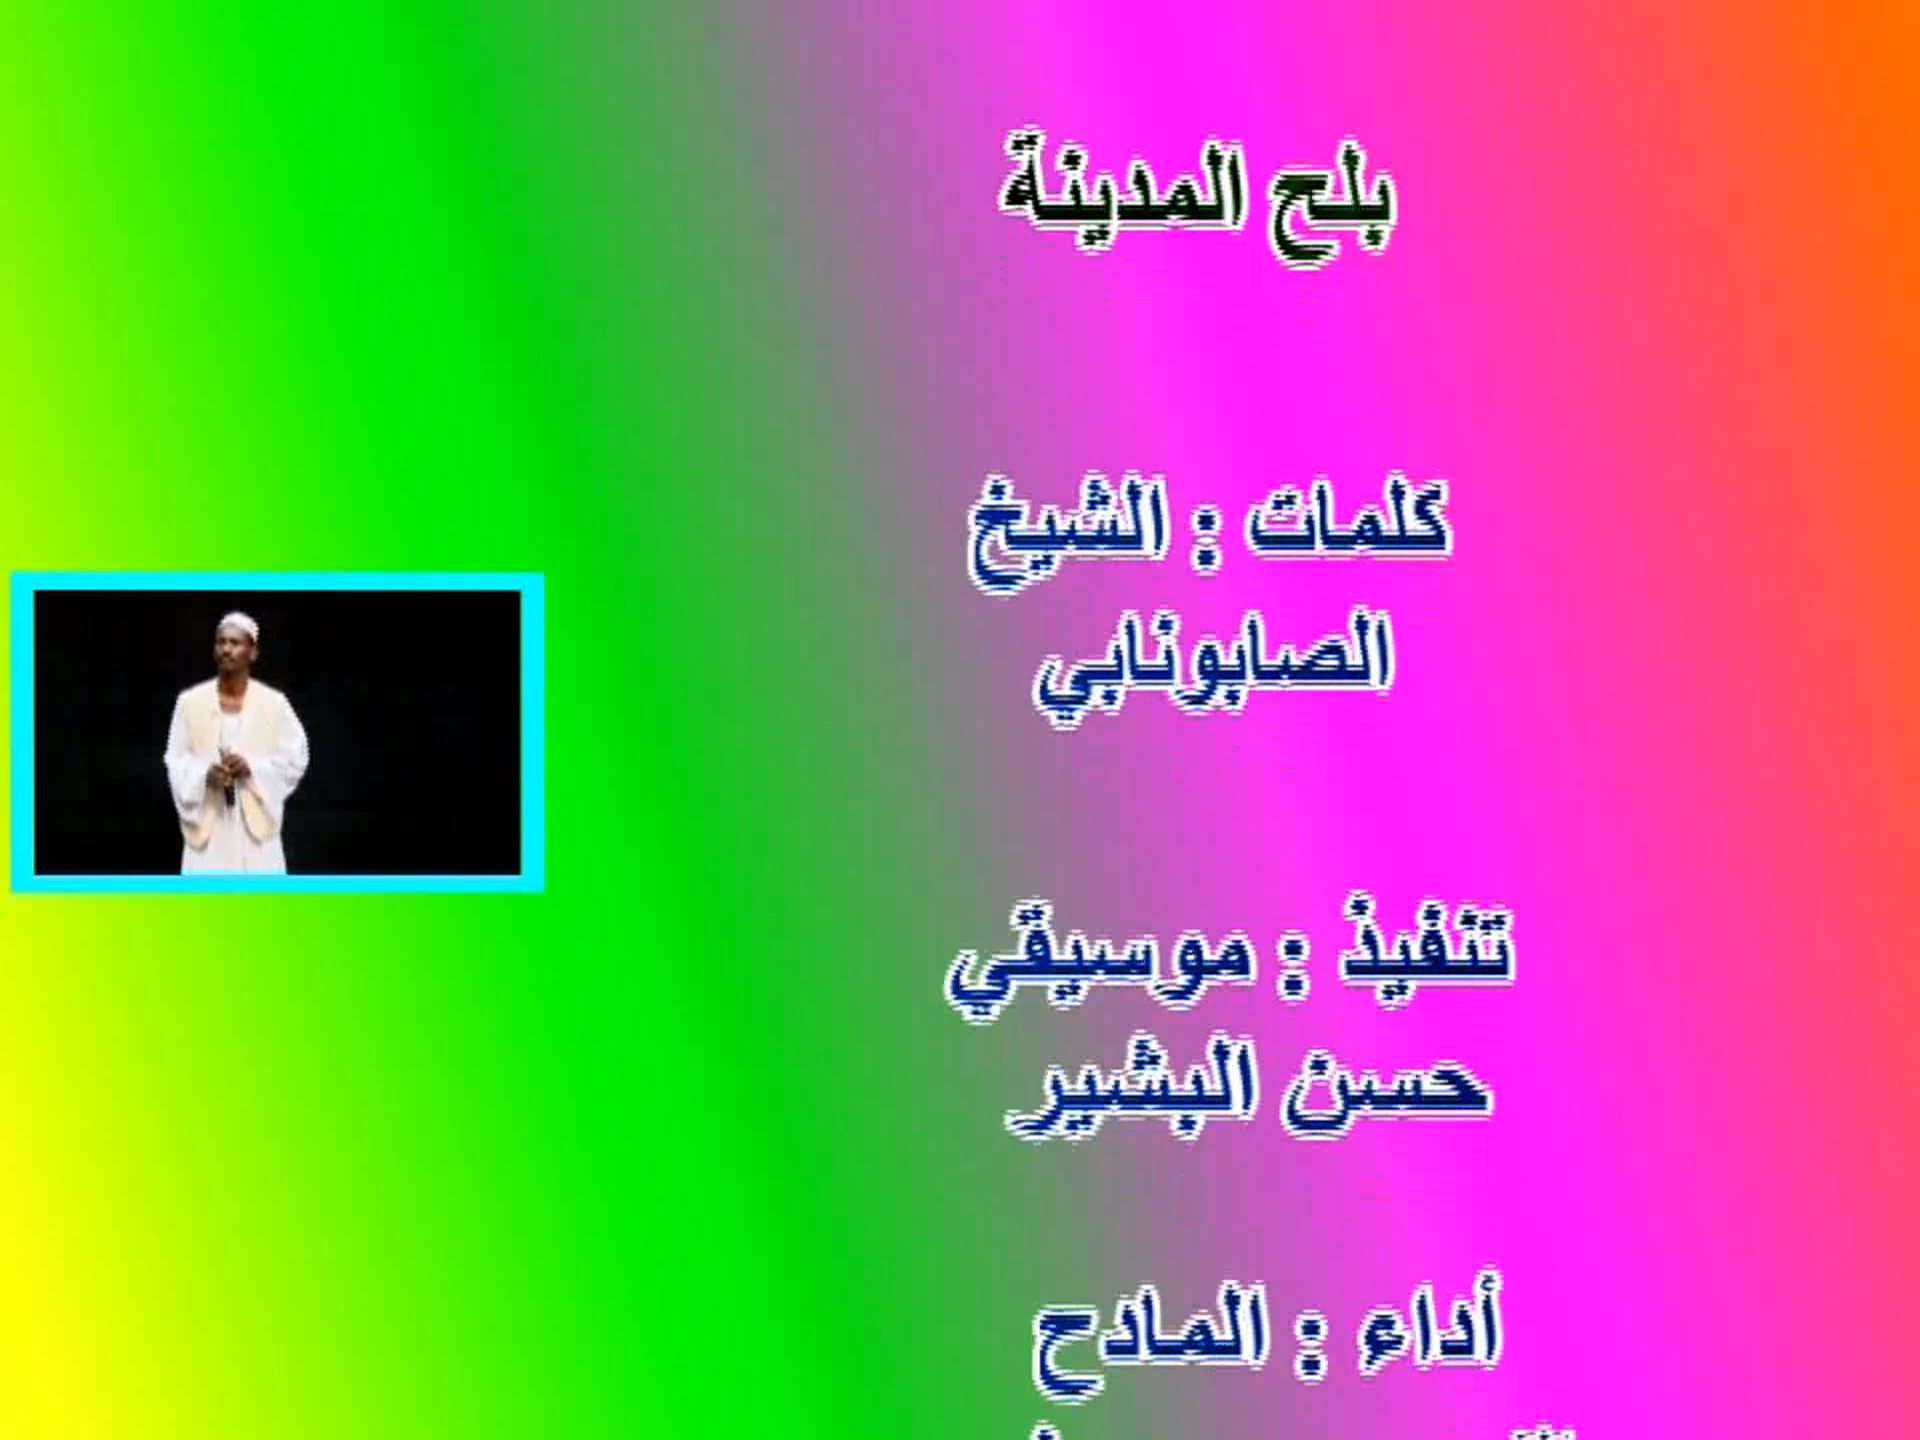 بلح المدينة
كلمات : الشيخ
الصابونابي
تنفيذ : موسيقي
حسن البشير
أداء : المادح